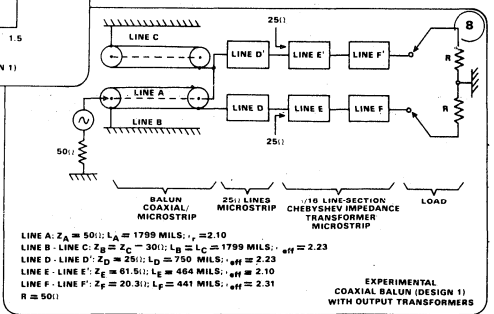 1.5
N 1)
8
25Ω
LINE C
LINE D'
LINE E'
LINE F'
R
LINE A
LINE D
LINE E
LINE F
R
LINE B
25Ω
50Ω
BALUN
COAXIAL/
MICROSTRIP
25Ω LINES
MICROSTRIP
λ/16 LINE-SECTION
CHEBYSHEV IMPEDANCE
TRANSFORMER
MICROSTRIP
LOAD
LINE A: ZA = 50Ω; LA = 1799 MILS; εr = 2.10
LINE B - LINE C: ZB = ZC = 30Ω; LB = LC = 1799 MILS; εeff = 2.23
LINE D - LINE D': ZD = 25Ω; LD = 750 MILS; εeff = 2.23
LINE E - LINE E': ZE = 61.5Ω; LE = 464 MILS; εeff = 2.10
LINE F - LINE F': ZF = 20.3Ω; LF = 441 MILS; εeff = 2.31
R = 50Ω
EXPERIMENTAL
COAXIAL BALUN (DESIGN 1)
WITH OUTPUT TRANSFORMERS